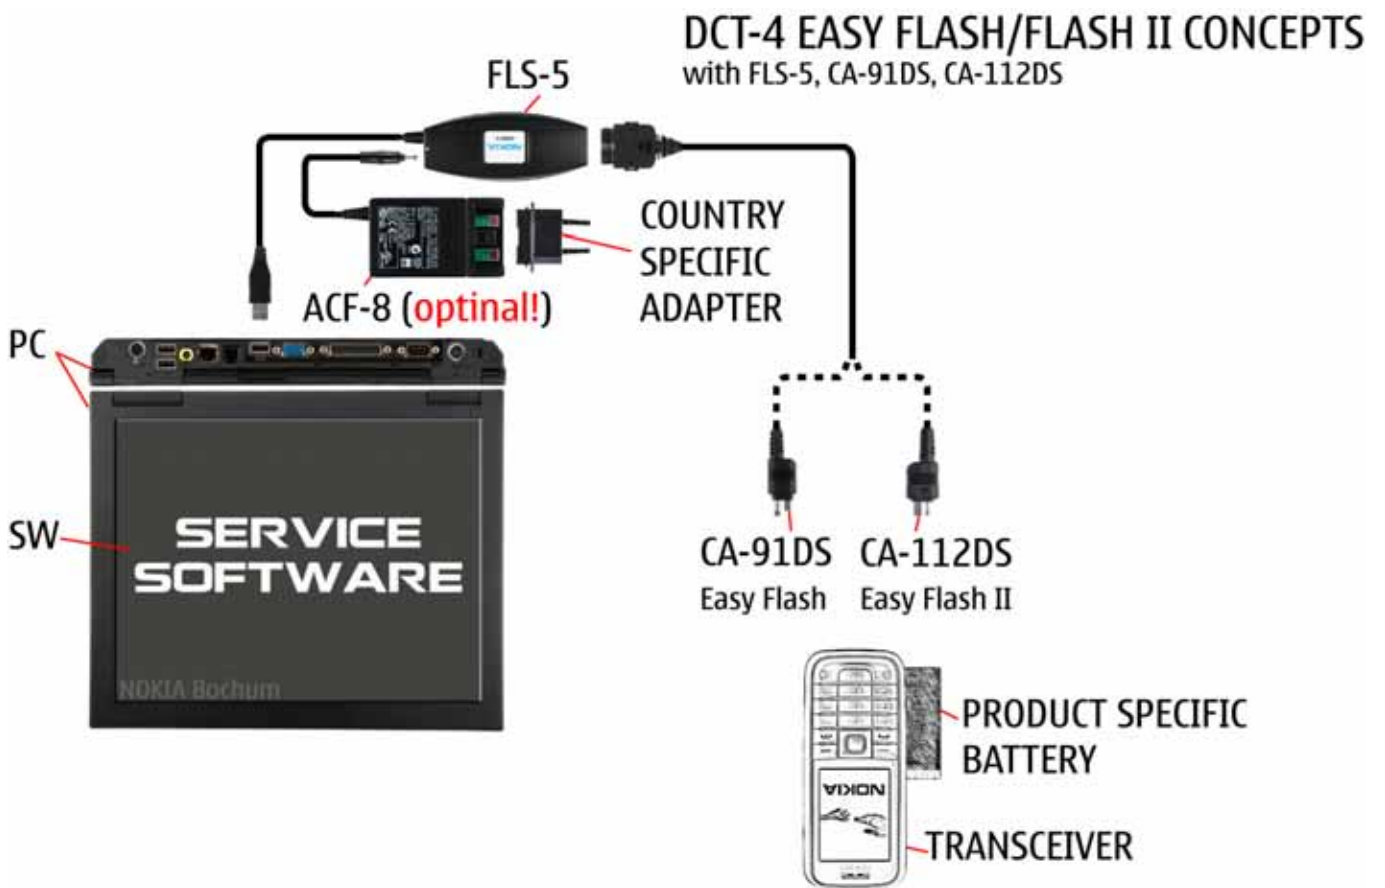 DCT-4 EASY FLASH/FLASH II CONCEPTS
with FLS-5, CA-91DS, CA-112DS
FLS-5
NOKIA
COUNTRY
SPECIFIC
ADAPTER
ACF-8 (optinal!)
PC
SW
SERVICE
SOFTWARE
NOKIA Bochum
CA-91DS
Easy Flash
CA-112DS
Easy Flash II
PRODUCT SPECIFIC
BATTERY
NOKIA
TRANSCEIVER